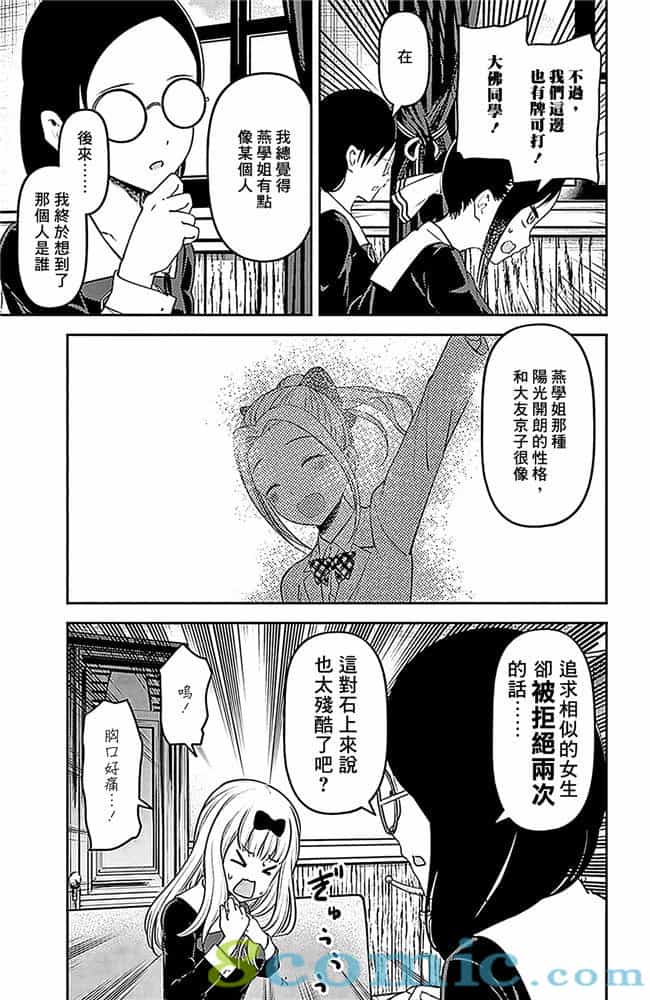 不過，
我們這邊
也有牌可打！
大佛同學！
在
我總覺得
燕學姐有點
像某個人
後來……
我終於想到了
那個人是誰
燕學姐那種
陽光開朗的性格，
和大友京子很像
追求相似的女生
卻被拒絕兩次
的話……
這對石上來說
也太殘酷了吧？
嗚！
胸口好痛…！
ぎゅうぅ
8comic.com